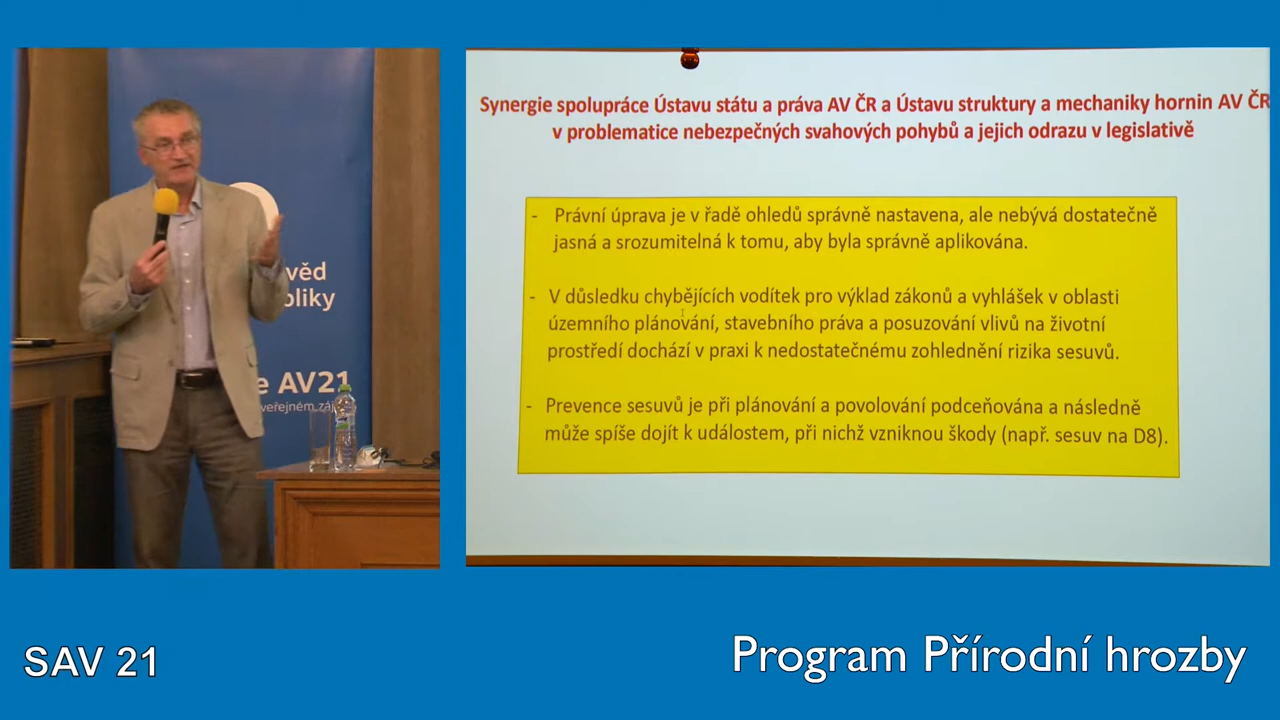 Synergie spolupráce Ústavu státu a práva AV ČR a Ústavu struktury a mechaniky hornin AV ČR
v problematice nebezpečných svahových pohybů a jejich odrazu v legislativě
- Právní úprava je v řadě ohledů správně nastavena, ale nebývá dostatečně
jasná a srozumitelná k tomu, aby byla správně aplikována.
- V důsledku chybějících vodítek pro výklad zákonů a vyhlášek v oblasti
územního plánování, stavebního práva a posuzování vlivů na životní
prostředí dochází v praxi k nedostatečnému zohlednění rizika sesuvů.
- Prevence sesuvů je při plánování a povolování podceňována a následně
může spíše dojít k událostem, při nichž vzniknou škody (např. sesuv na D8).
věd
bliky
e AV21
veřejném záj
SAV 21
Program Přírodní hrozby